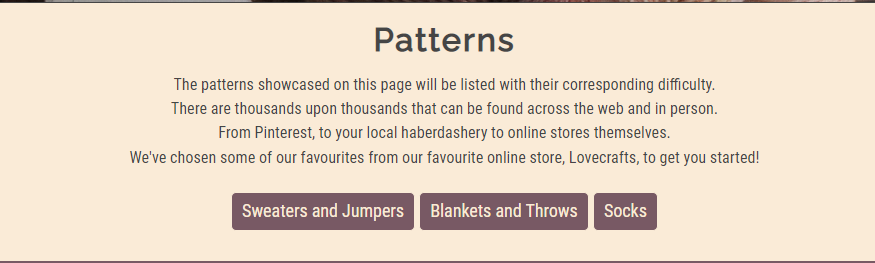 Patterns
The patterns showcased on this page will be listed with their corresponding difficulty.
There are thousands upon thousands that can be found across the web and in person.
From Pinterest, to your local haberdashery to online stores themselves.
We've chosen some of our favourites from our favourite online store, Lovecrafts, to get you started!
Sweaters and Jumpers Blankets and Throws Socks